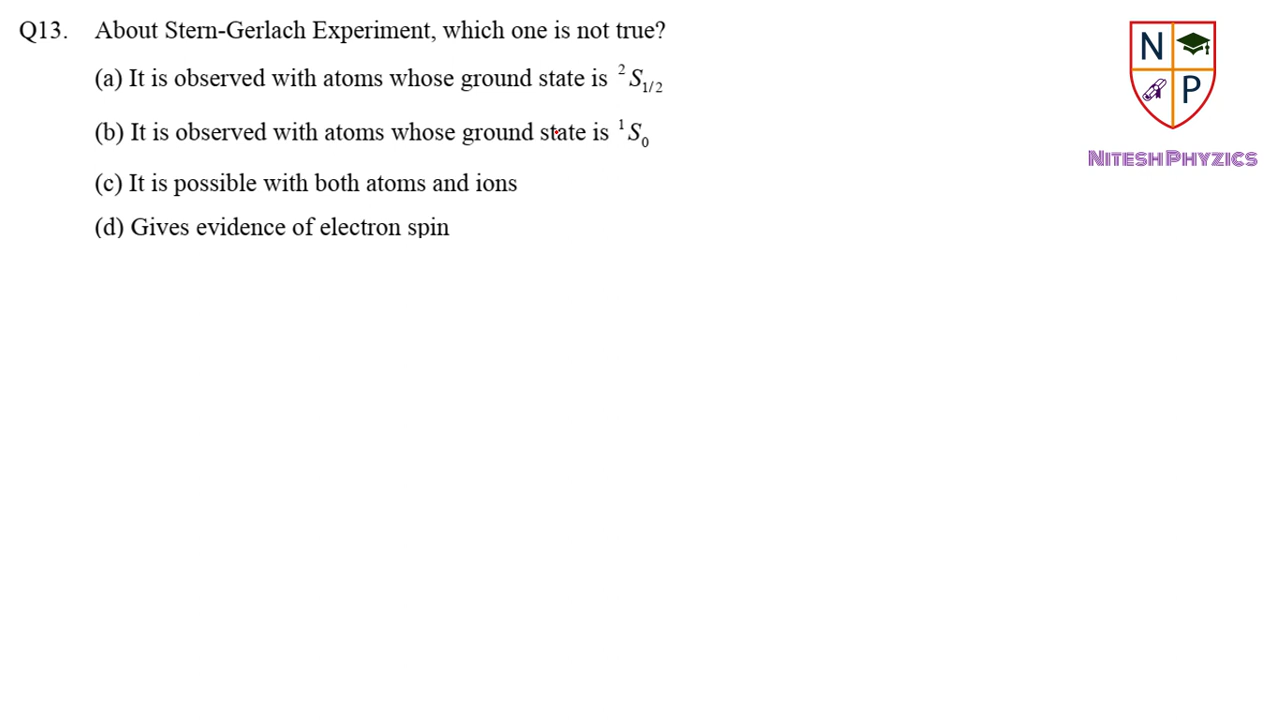 Q13. About Stern-Gerlach Experiment, which one is not true?
(a) It is observed with atoms whose ground state is ²S₁/₂
(b) It is observed with atoms whose ground state is ¹S₀
(c) It is possible with both atoms and ions
(d) Gives evidence of electron spin
N
P
NITESHPHYZICS